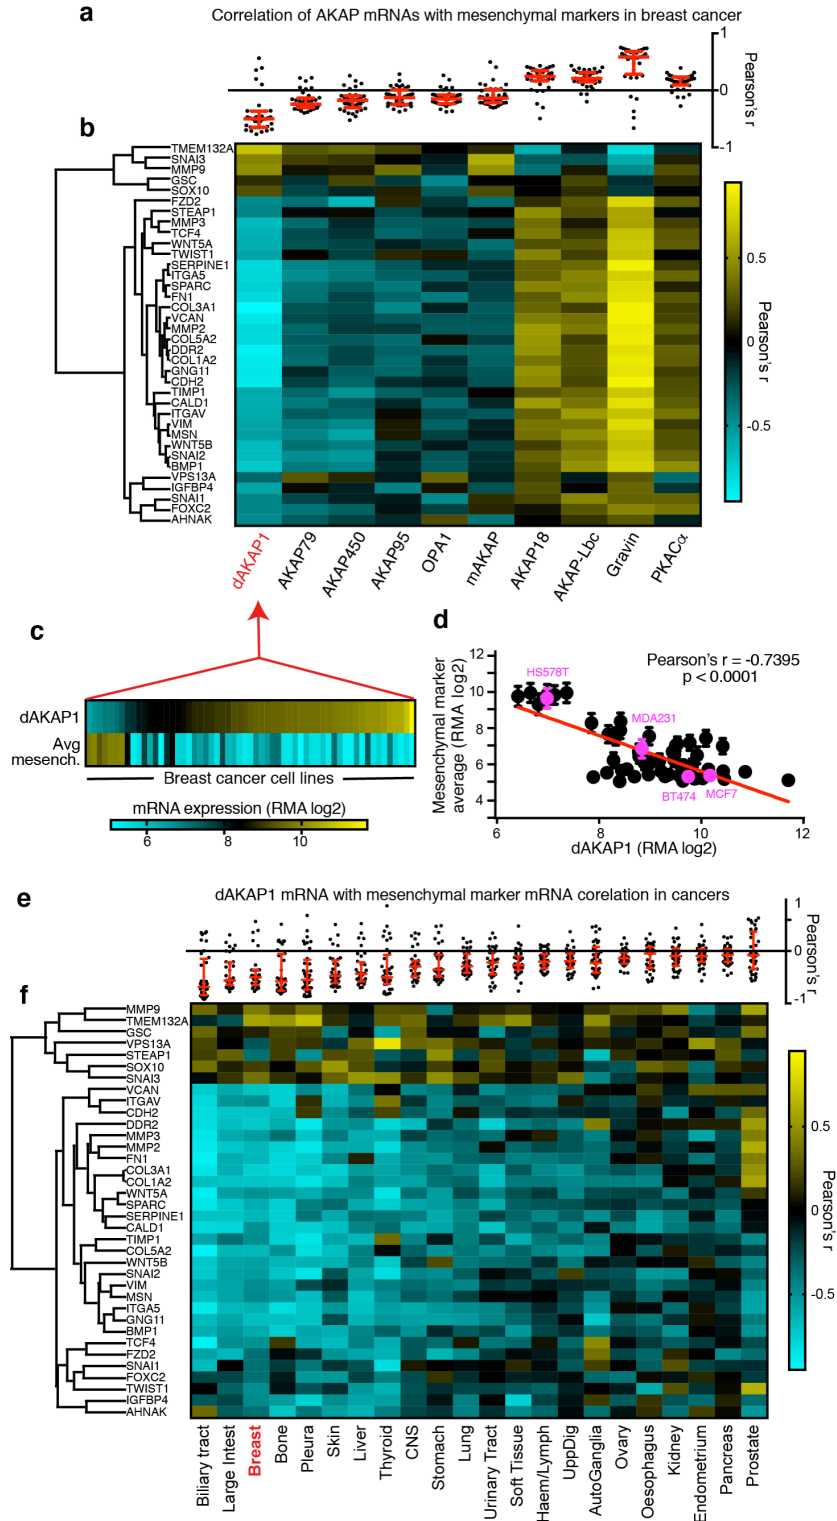 a
Correlation of AKAP mRNAs with mesenchymal markers in breast cancer
1
0
-1
Pearson's r
b
TMEM132A
SNAI3
MMP9
GSC
SOX10
FZD2
STEAP1
MMP3
TCF4
WNT5A
TWIST1
SERPINE1
ITGA5
SPARC
FN1
COL3A1
VCAN
MMP2
COL5A2
DDR2
COL1A2
GNG11
CDH2
TIMP1
CALD1
ITGAV
VIM
MSN
WNT5B
SNAI2
BMP1
VPS13A
IGFBP4
SNAI1
FOXC2
AHNAK
0.5
0
-0.5
Pearson's r
dAKAP1
AKAP79
AKAP450
AKAP95
OPA1
mAKAP
AKAP18
AKAP-Lbc
Gravin
PKACα
c
dAKAP1
Avg
mesench.
Breast cancer cell lines
mRNA expression (RMA log2)
6 8 10
d
Mesenchymal marker
average (RMA log2)
12
10
8
6
4
HS578T
Pearson's r = -0.7395
p < 0.0001
MDA231
BT474
MCF7
6 8 10 12
dAKAP1 (RMA log2)
e
dAKAP1 mRNA with mesenchymal marker mRNA corelation in cancers
1
0
-1
Pearson's r
f
MMP9
TMEM132A
GSC
VPS13A
STEAP1
SOX10
SNAI3
VCAN
ITGAV
CDH2
DDR2
MMP3
MMP2
FN1
COL3A1
COL1A2
WNT5A
SPARC
SERPINE1
CALD1
TIMP1
COL5A2
WNT5B
SNAI2
VIM
MSN
ITGA5
GNG11
BMP1
TCF4
FZD2
SNAI1
FOXC2
TWIST1
IGFBP4
AHNAK
0.5
0
-0.5
Pearson's r
Biliary tract
Large Intest
Breast
Bone
Pleura
Skin
Liver
Thyroid
CNS
Stomach
Lung
Urinary Tract
Soft Tissue
Haem/Lymph
UppDig
AutoGanglia
Ovary
Oesophagus
Kidney
Endometrium
Pancreas
Prostate